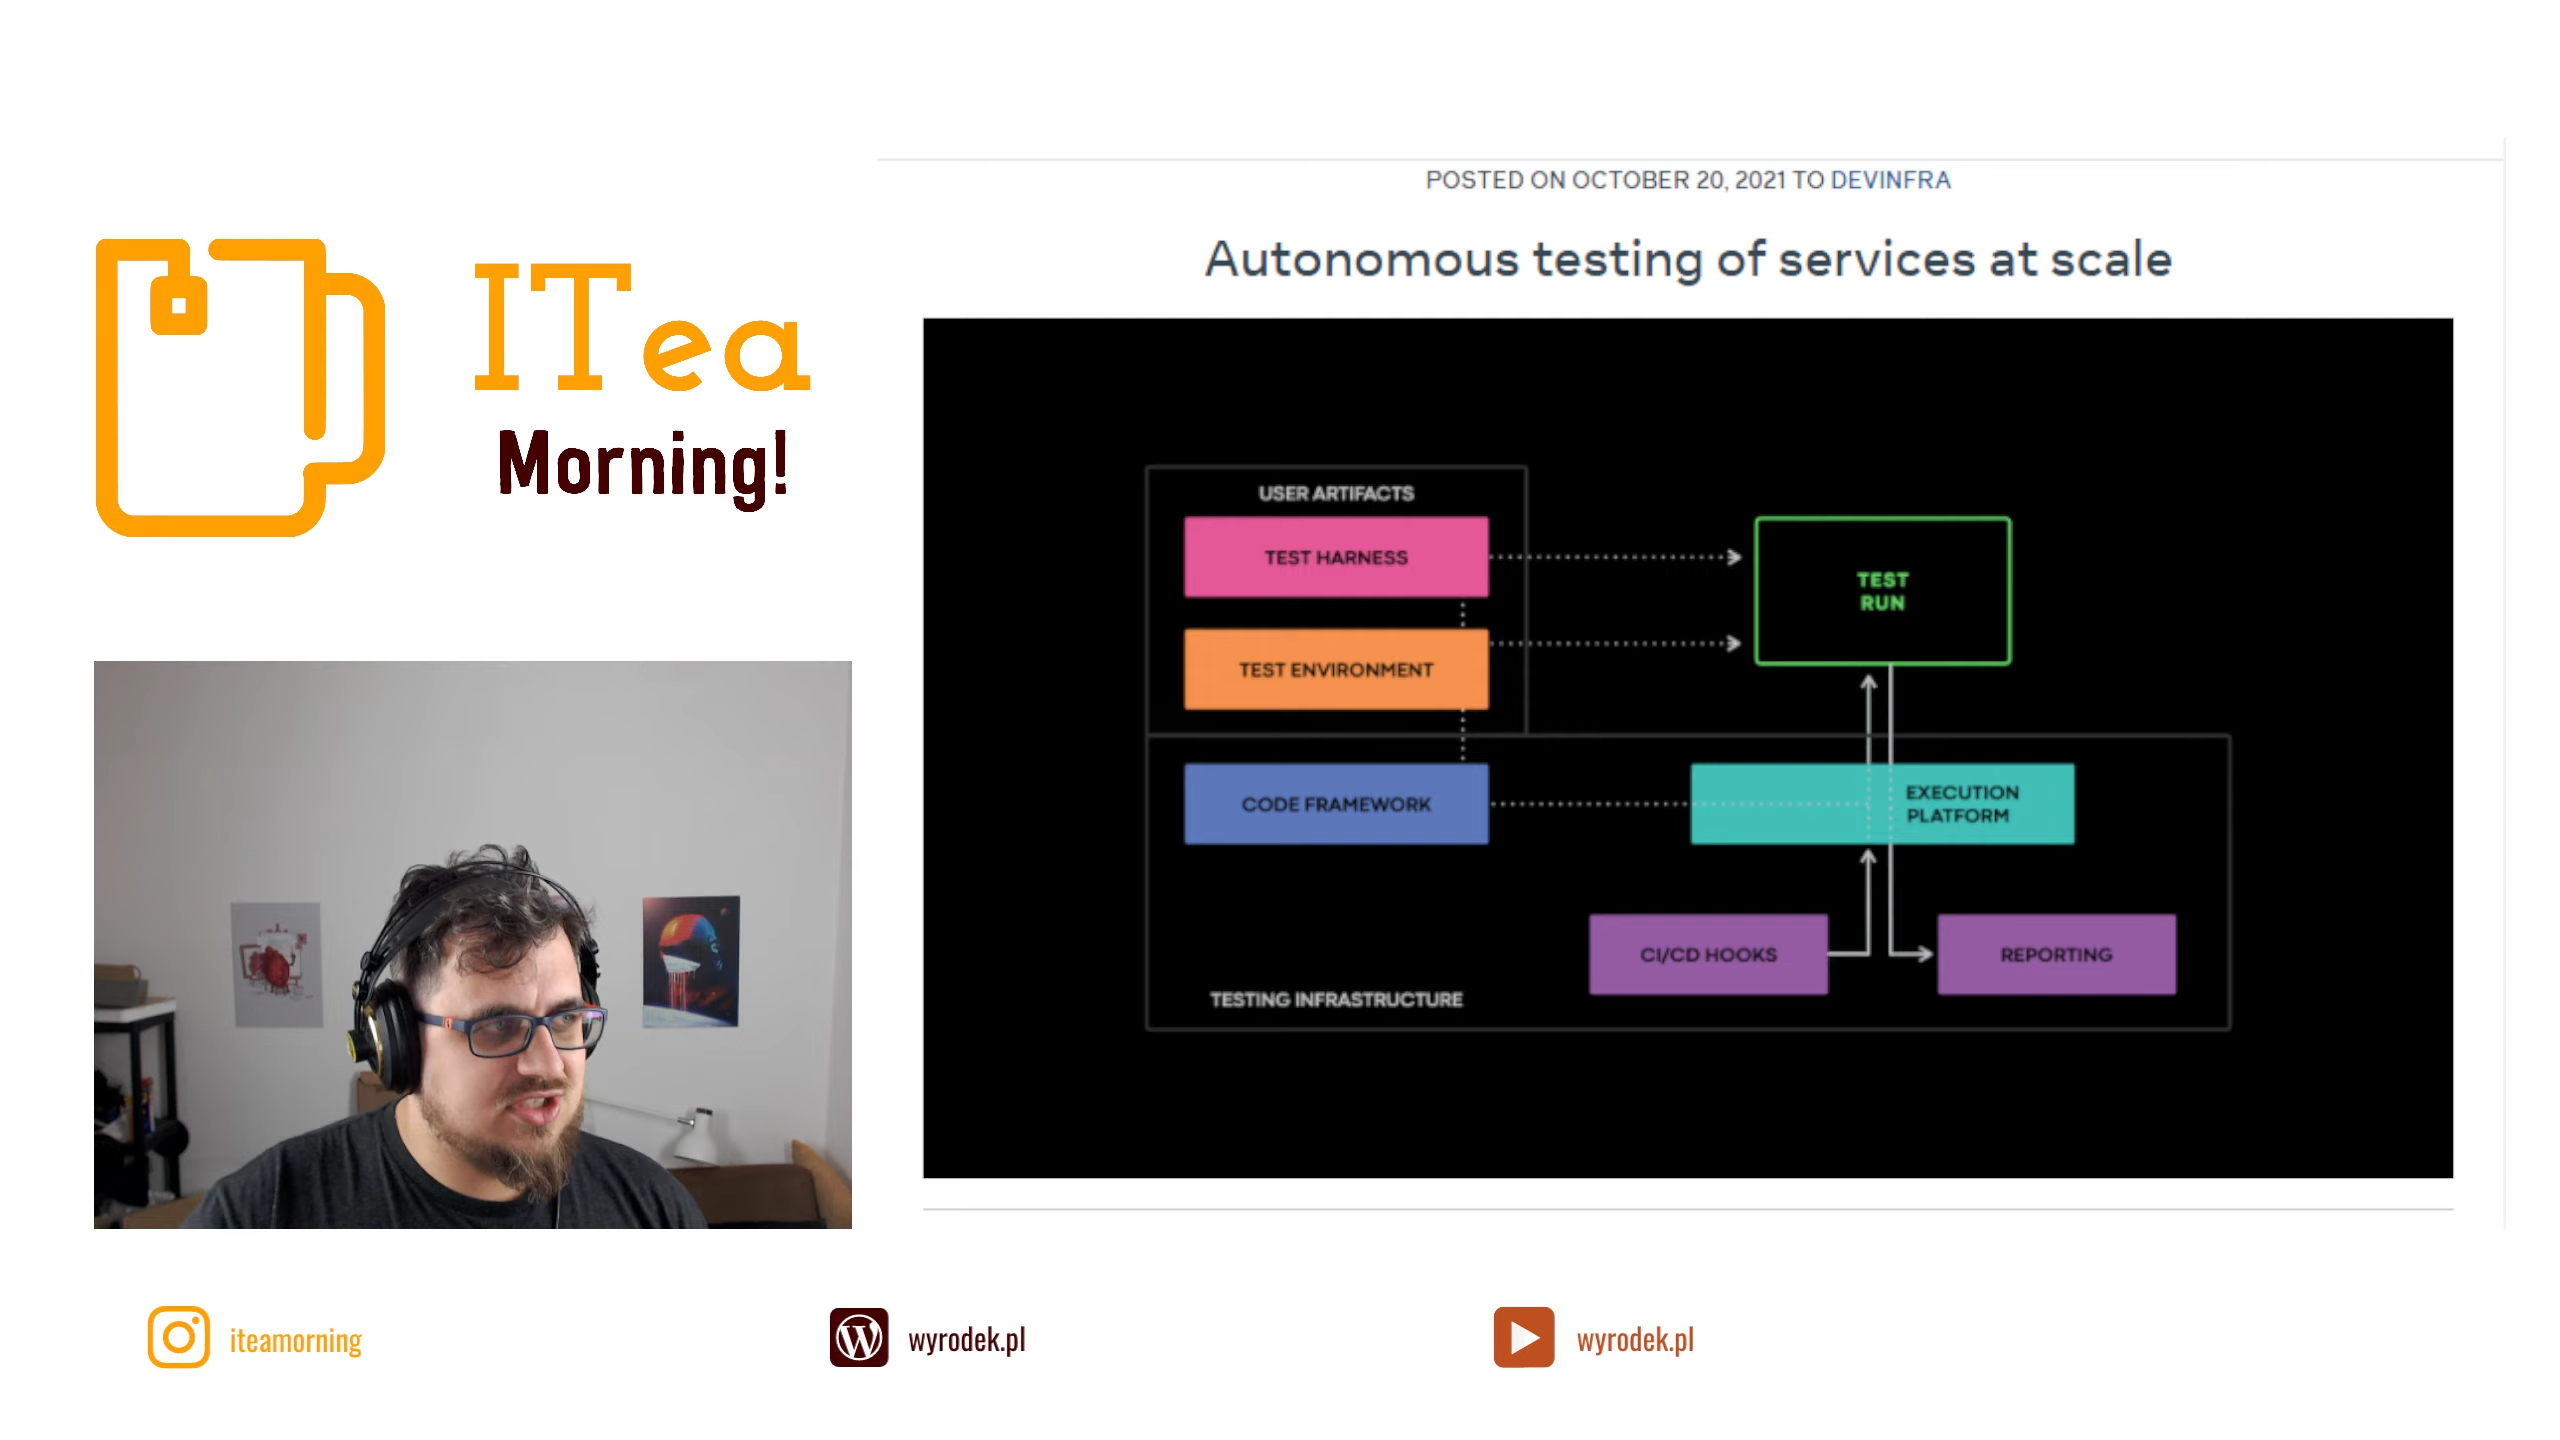 ITea
Morning!
POSTED ON OCTOBER 20, 2021 TO DEVINFRA
Autonomous testing of services at scale
USER ARTIFACTS
TEST HARNESS
TEST ENVIRONMENT
TEST
RUN
CODE FRAMEWORK
EXECUTION
PLATFORM
CI/CD HOOKS
REPORTING
TESTING INFRASTRUCTURE
iteamorning
wyrodek.pl
wyrodek.pl